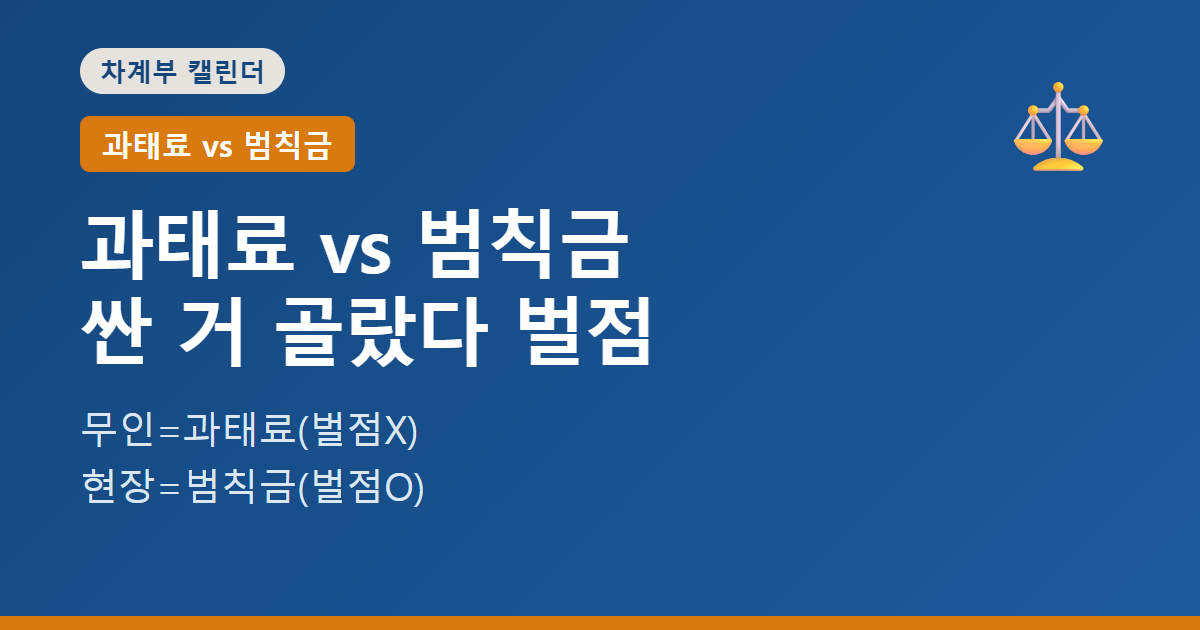 차계부 캘린더
과태료 vs 범칙금
과태료 vs 범칙금
싼 거 골랐다 벌점
무인=과태료(벌점X)
현장=범칙금(벌점O)